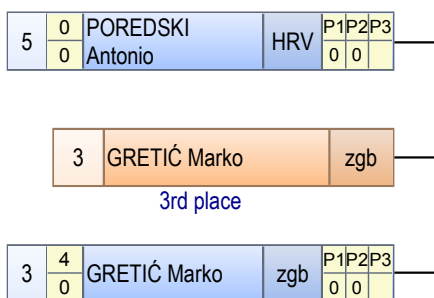 5 0 POREDSKI HRV P1 P2 P3
0 Antonio 0 0
3 GRETIĆ Marko zgb
3rd place
3 4 GRETIĆ Marko zgb P1 P2 P3
0 0 0